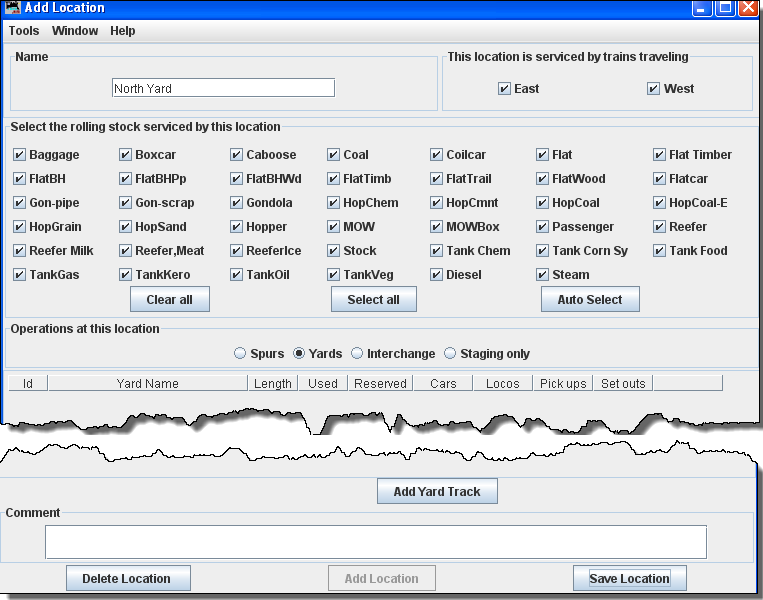 Add Location
Tools Window Help
Name This location is serviced by trains traveling
North Yard East West
Select the rolling stock serviced by this location
Baggage Boxcar Caboose Coal Coilcar Flat Flat Timber
FlatBH FlatBHPp FlatBHWd FlatTimb FlatTrail FlatWood Flatcar
Gon-pipe Gon-scrap Gondola HopChem HopCmnt HopCoal HopCoal-E
HopGrain HopSand Hopper MOW MOWBox Passenger Reefer
Reefer Milk Reefer,Meat ReeferIce Stock Tank Chem Tank Corn Sy Tank Food
TankGas TankKero TankOil TankVeg Diesel Steam
Clear all Select all Auto Select
Operations at this location
Spurs Yards Interchange Staging only
Id Yard Name Length Used Reserved Cars Locos Pick ups Set outs
Add Yard Track
Comment
Delete Location Add Location Save Location